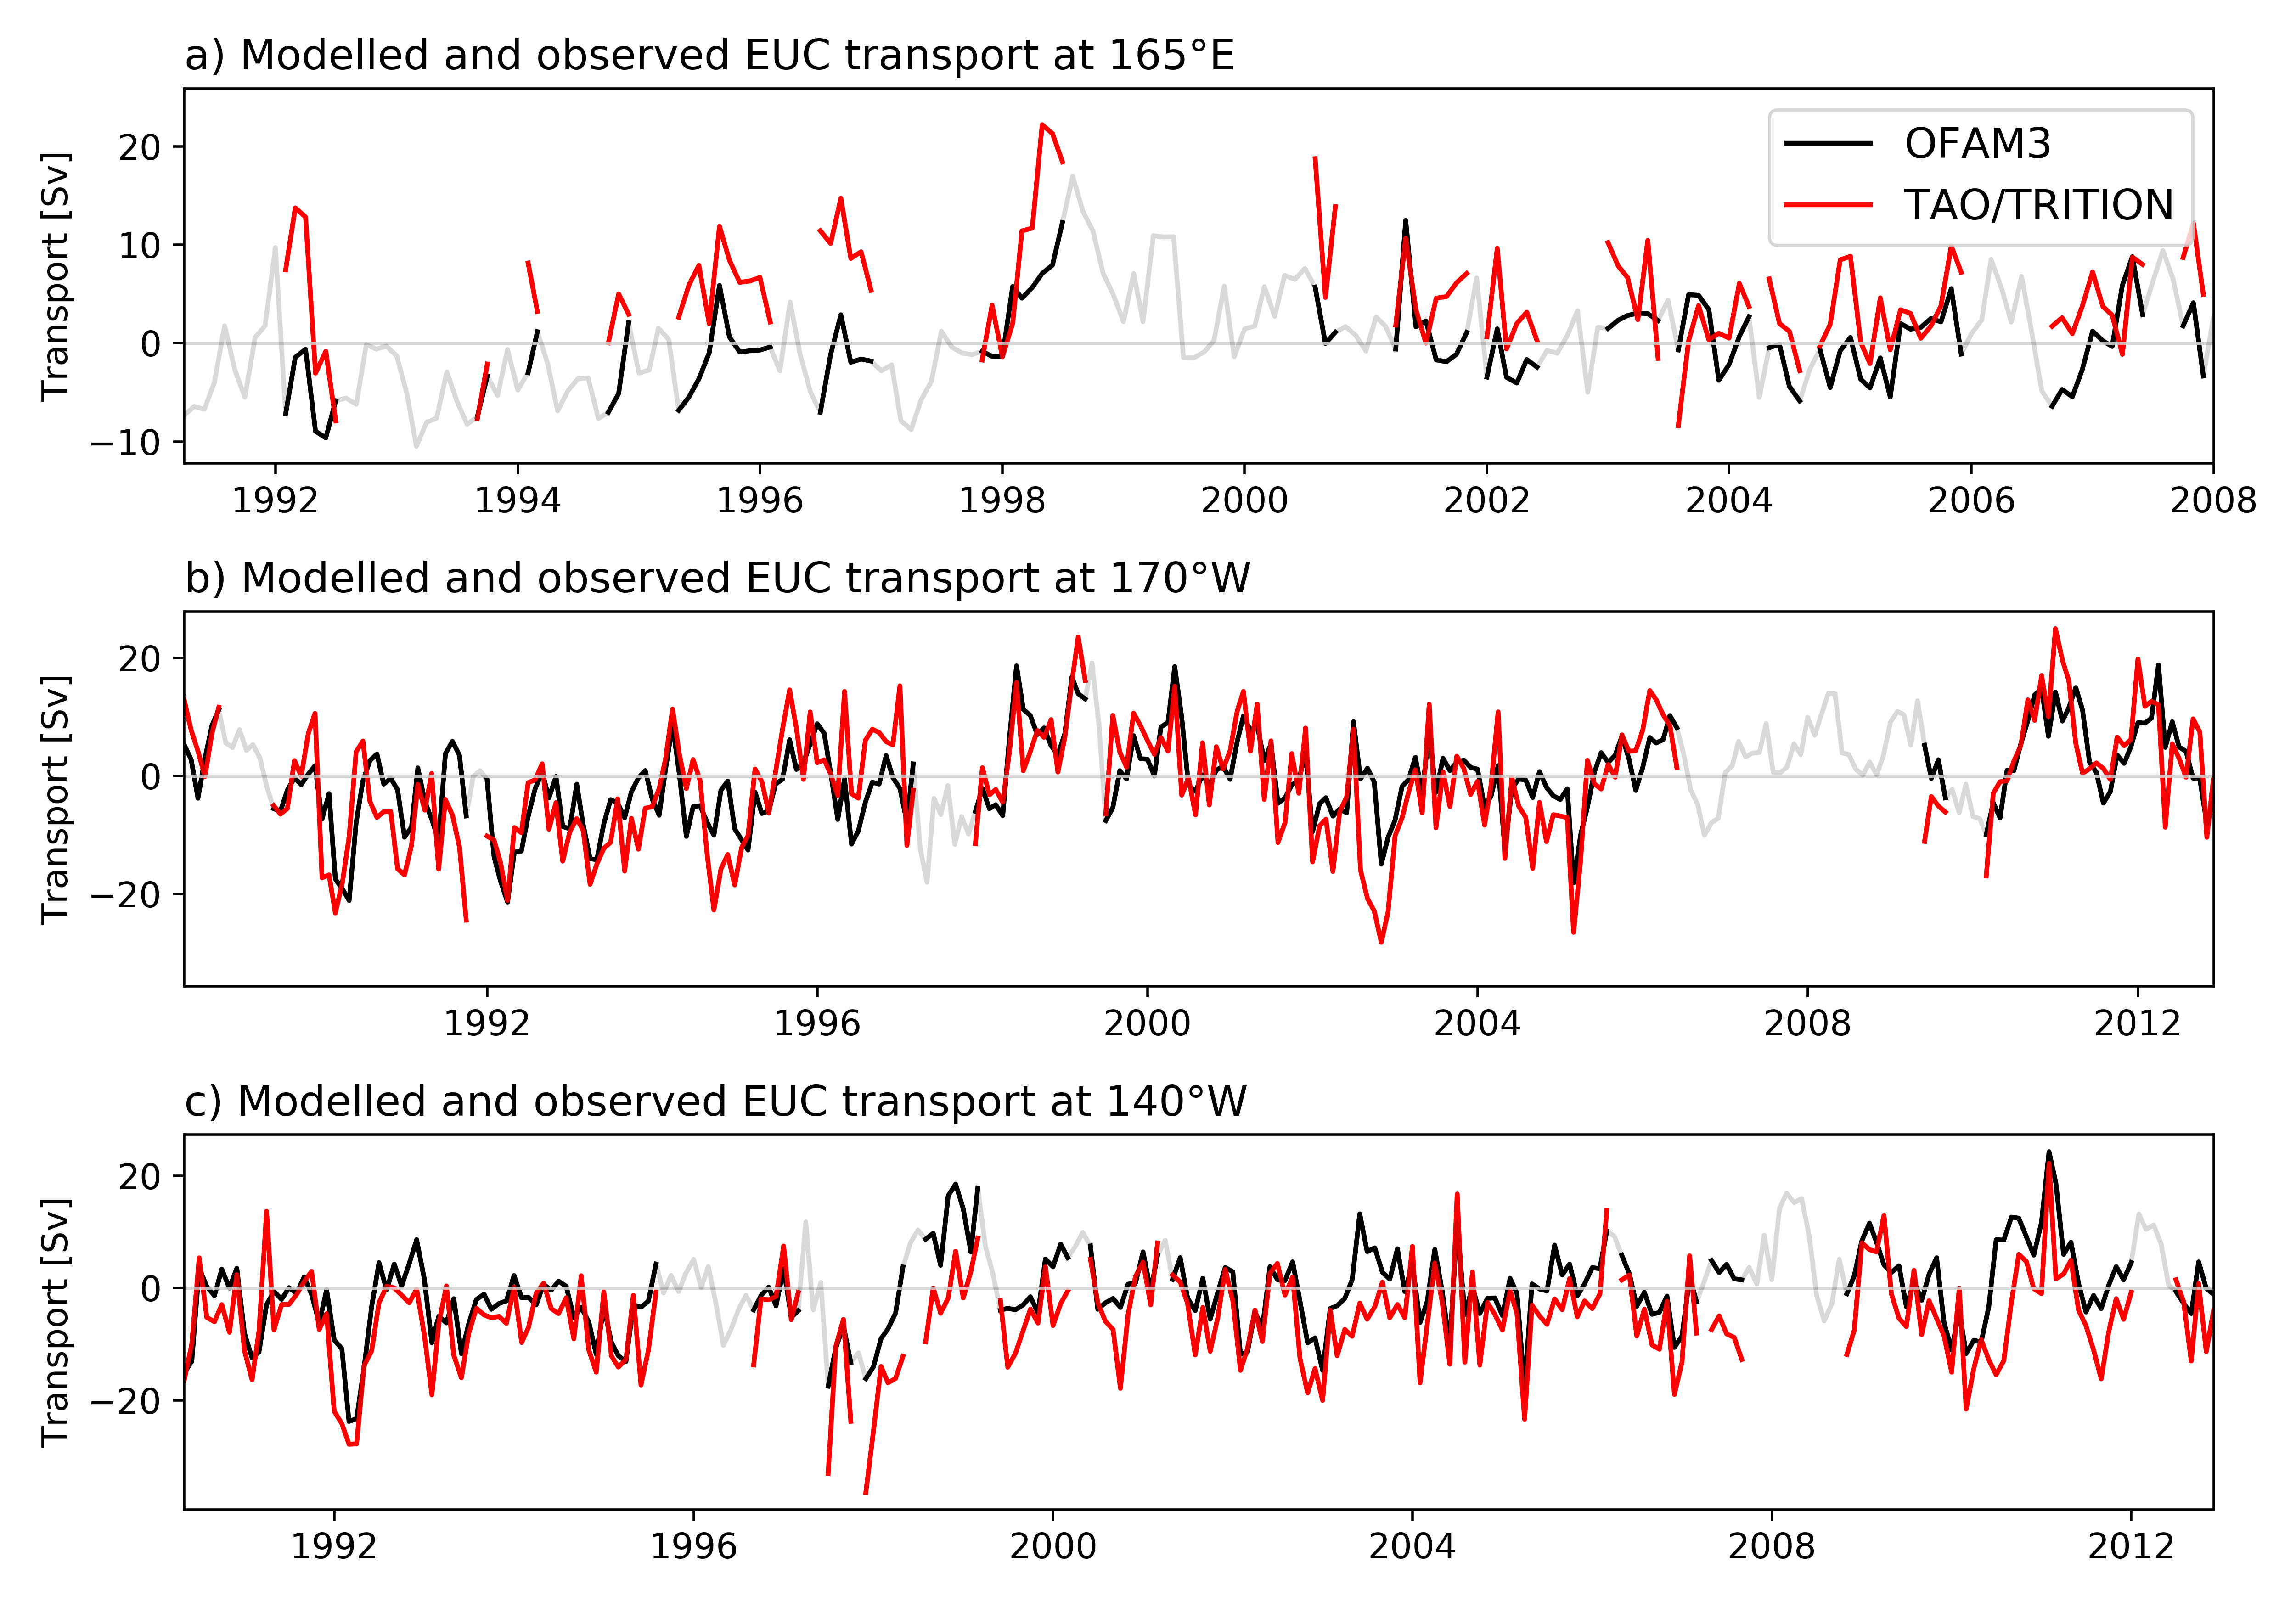 a) Modelled and observed EUC transport at 165°E
Transport [Sv]
20
10
0
−10
OFAM3
TAO/TRITION
1992 1994 1996 1998 2000 2002 2004 2006 2008
b) Modelled and observed EUC transport at 170°W
Transport [Sv]
20
0
−20
1992 1996 2000 2004 2008 2012
c) Modelled and observed EUC transport at 140°W
Transport [Sv]
20
0
−20
1992 1996 2000 2004 2008 2012